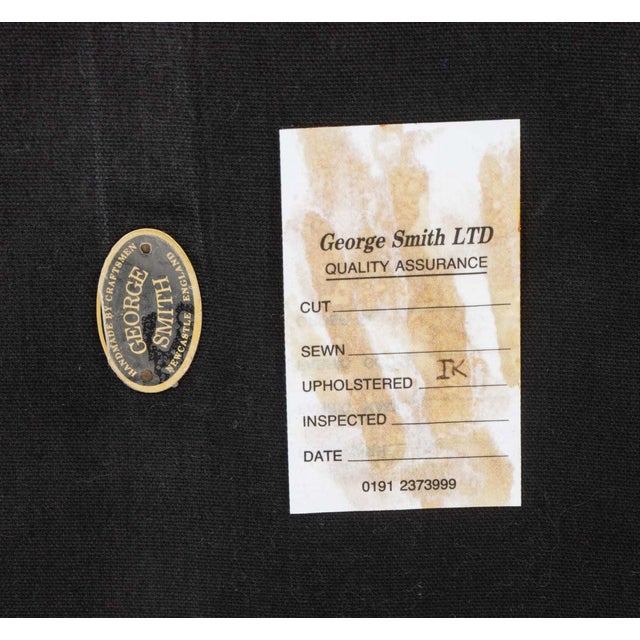 HANDMADE BY CRAFTSMEN
GEORGE
SMITH
NEWCASTLE ENGLAND
George Smith LTD
QUALITY ASSURANCE
CUT
SEWN
UPHOLSTERED IK
INSPECTED
DATE
0191 2373999